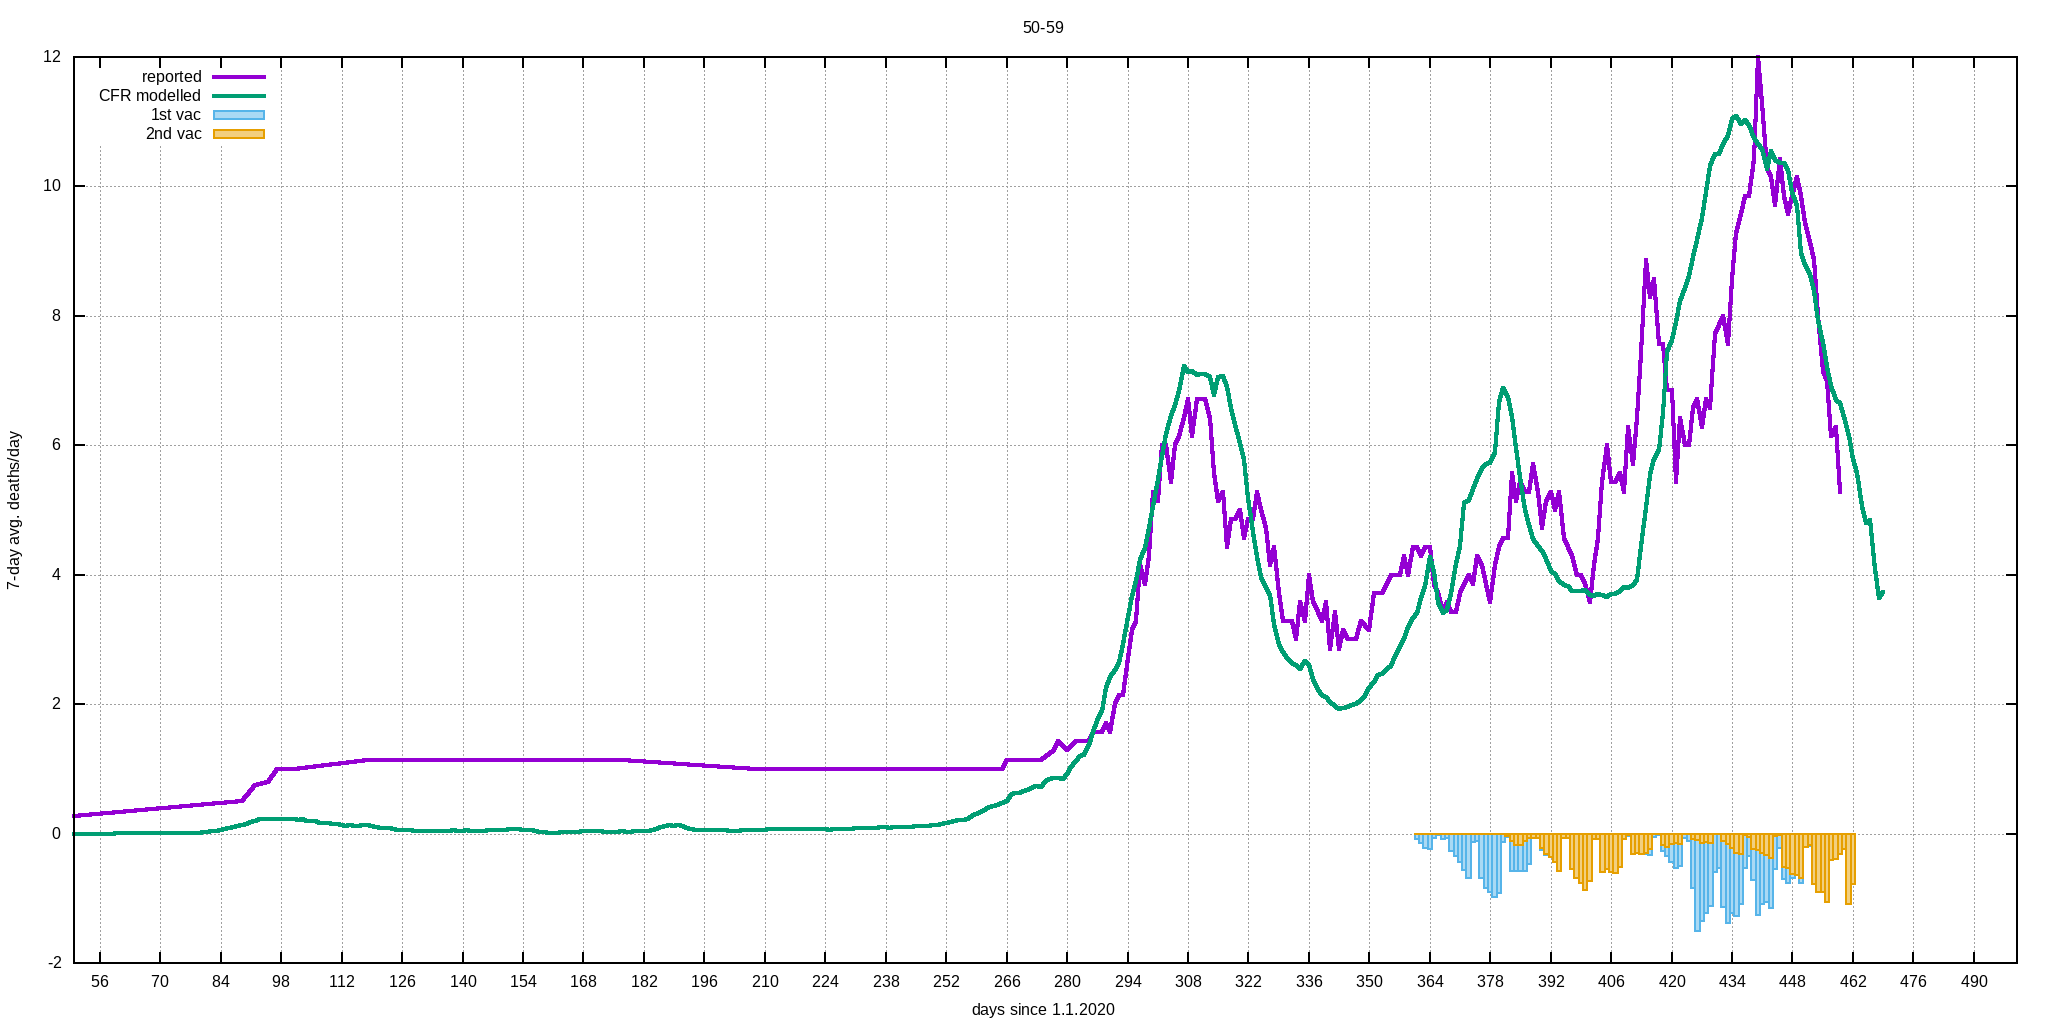 50-59
reported
CFR modelled
1st vac
2nd vac
12
10
8
6
4
2
0
-2
7-day avg. deaths/day
56 70 84 98 112 126 140 154 168 182 196 210 224 238 252 266 280 294 308 322 336 350 364 378 392 406 420 434 448 462 476 490
days since 1.1.2020